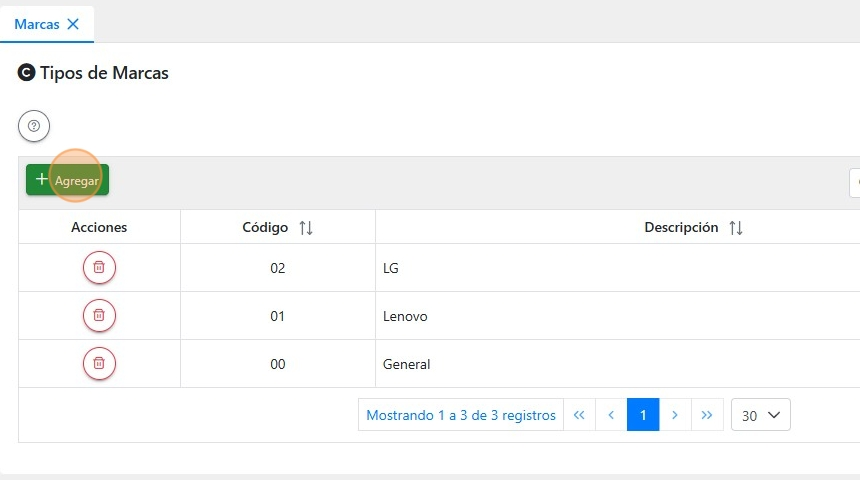 Marcas
Tipos de Marcas
Agregar
Acciones Código Descripción
02 LG
01 Lenovo
00 General
Mostrando 1 a 3 de 3 registros « ‹ 1 › » 30